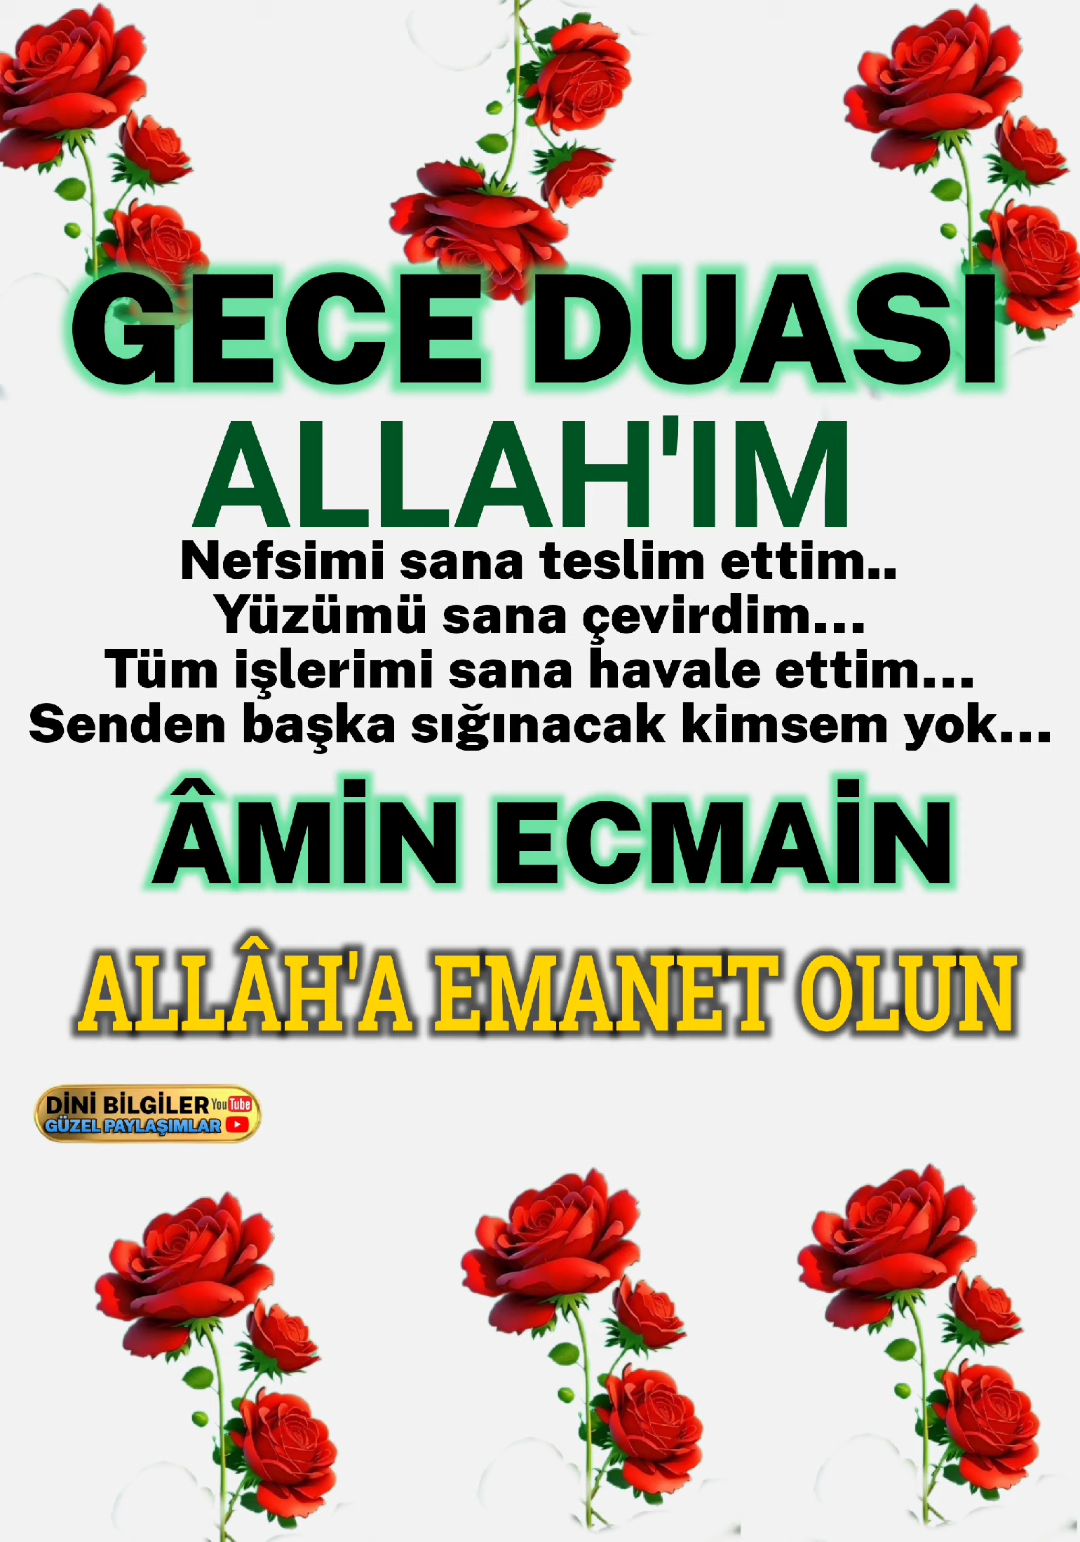 GECE DUASI
ALLAH'IM
Nefsimi sana teslim ettim..
Yüzümü sana çevirdim...
Tüm işlerimi sana havale ettim...
Senden başka sığınacak kimsem yok...
ÂMİN ECMAİN
ALLÂH'A EMANET OLUN
DİNİ BİLGİLER YouTube
GÜZEL PAYLAŞIMLAR